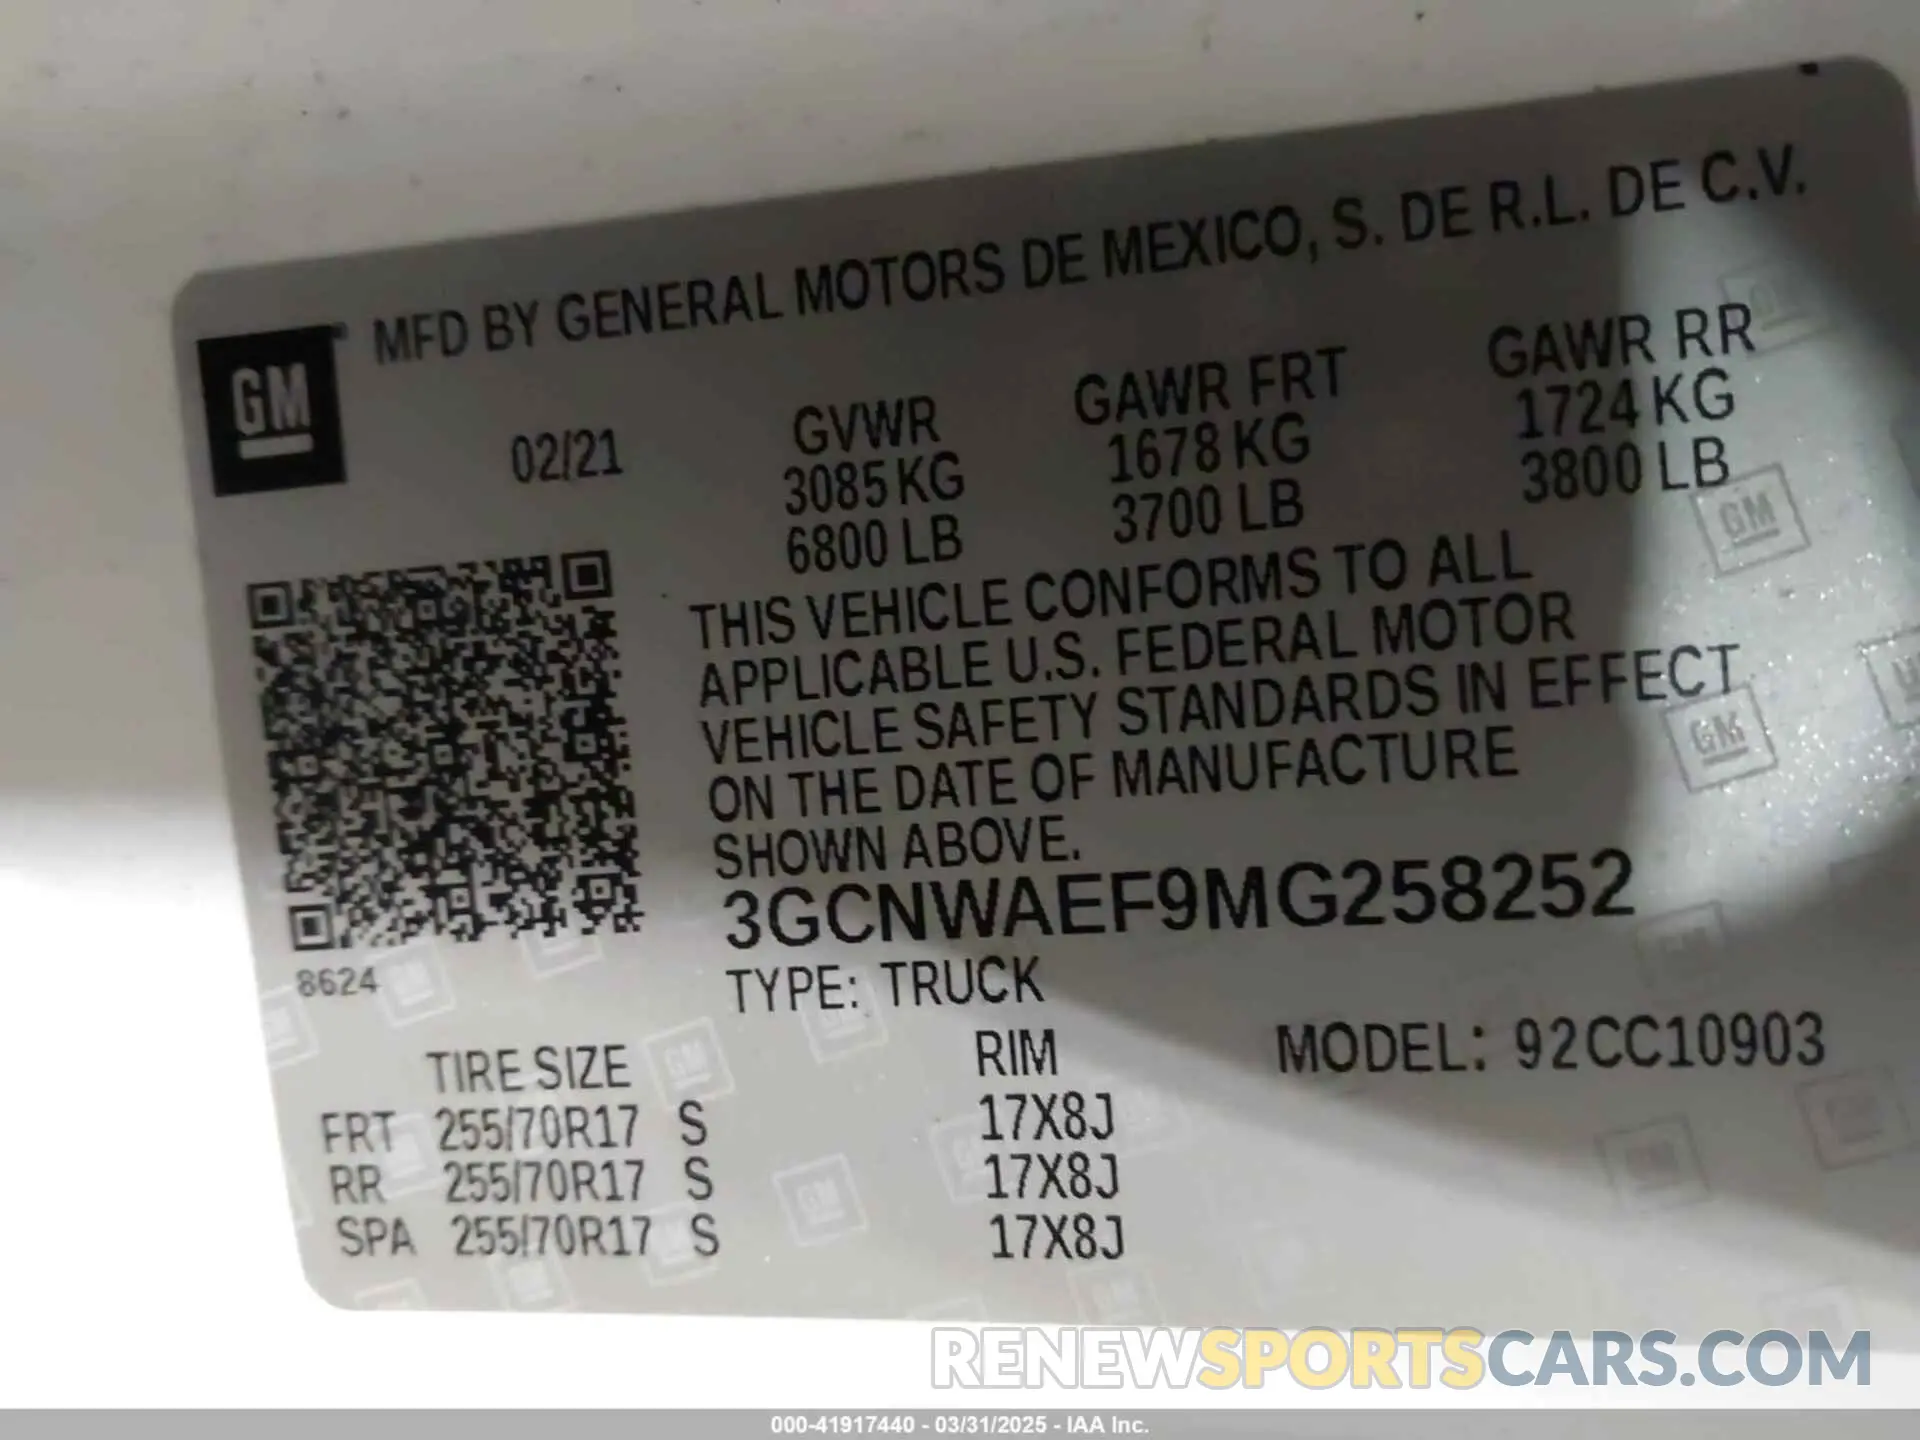 MFD BY GENERAL MOTORS DE MEXICO, S. DE R.L. DE C.V.
GM
02/21
GVWR GAWR FRT GAWR RR
3085 KG 1678 KG 1724 KG
6800 LB 3700 LB 3800 LB
THIS VEHICLE CONFORMS TO ALL
APPLICABLE U.S. FEDERAL MOTOR
VEHICLE SAFETY STANDARDS IN EFFECT
ON THE DATE OF MANUFACTURE
SHOWN ABOVE.
3GCNWAEF9MG258252
8624
TYPE: TRUCK
MODEL: 92CC10903
TIRE SIZE RIM
FRT 255/70R17 S 17X8J
RR 255/70R17 S 17X8J
SPA 255/70R17 S 17X8J
RENEWSPORTSCARS.COM
000-41917440 - 03/31/2025 - IAA Inc.